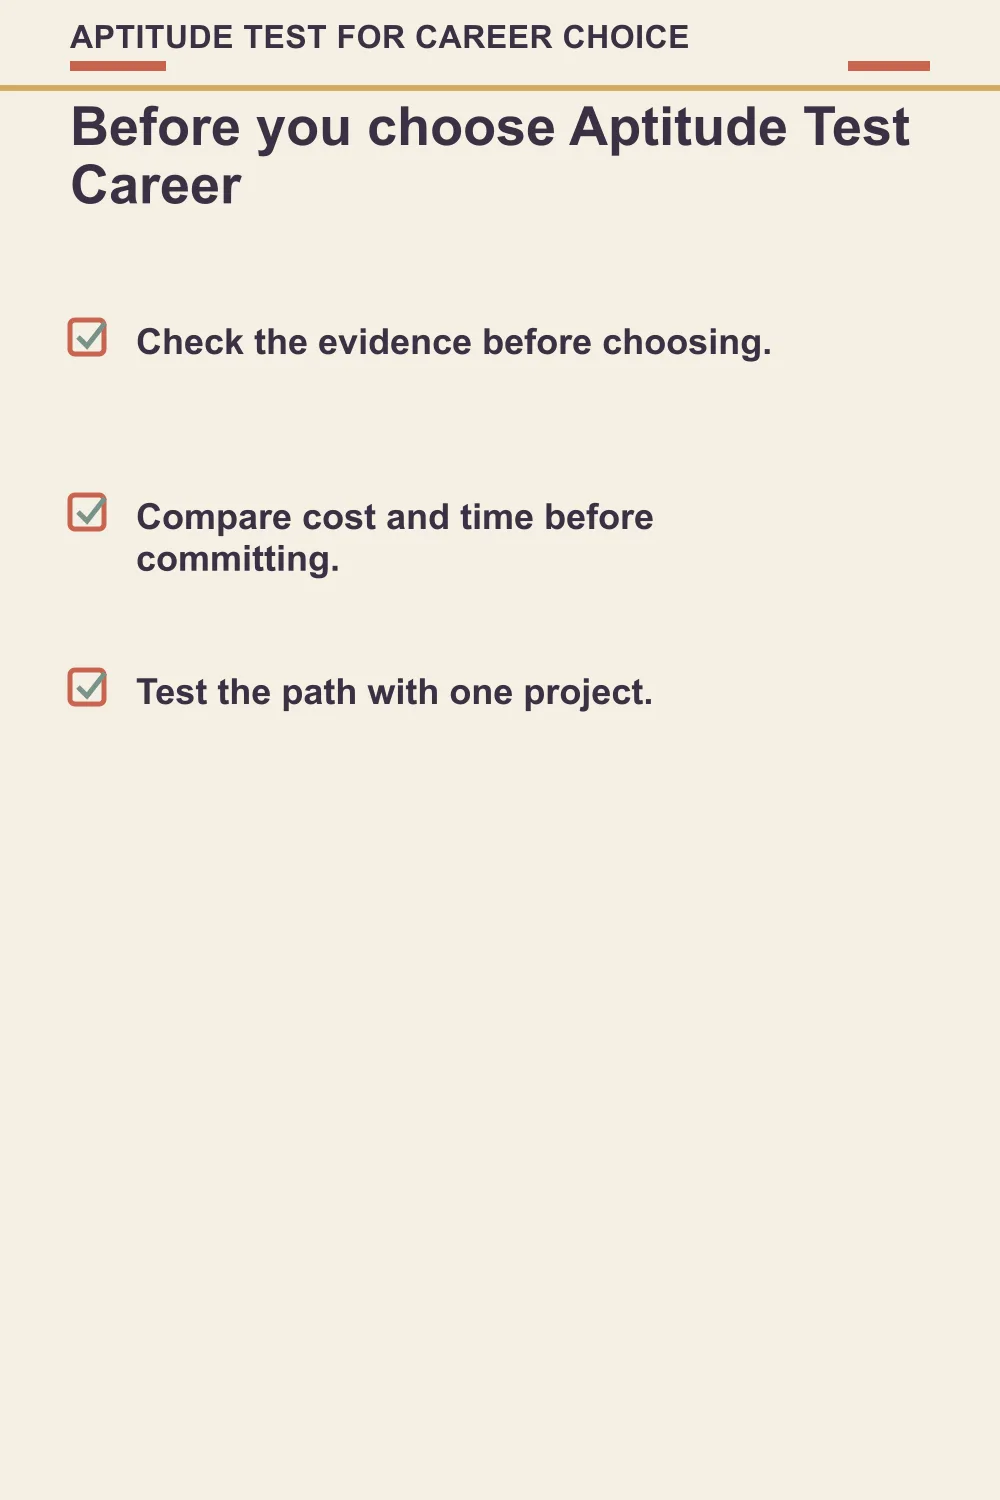 APTITUDE TEST FOR CAREER CHOICE
Before you choose Aptitude Test
Career
Check the evidence before choosing.
Compare cost and time before
committing.
Test the path with one project.